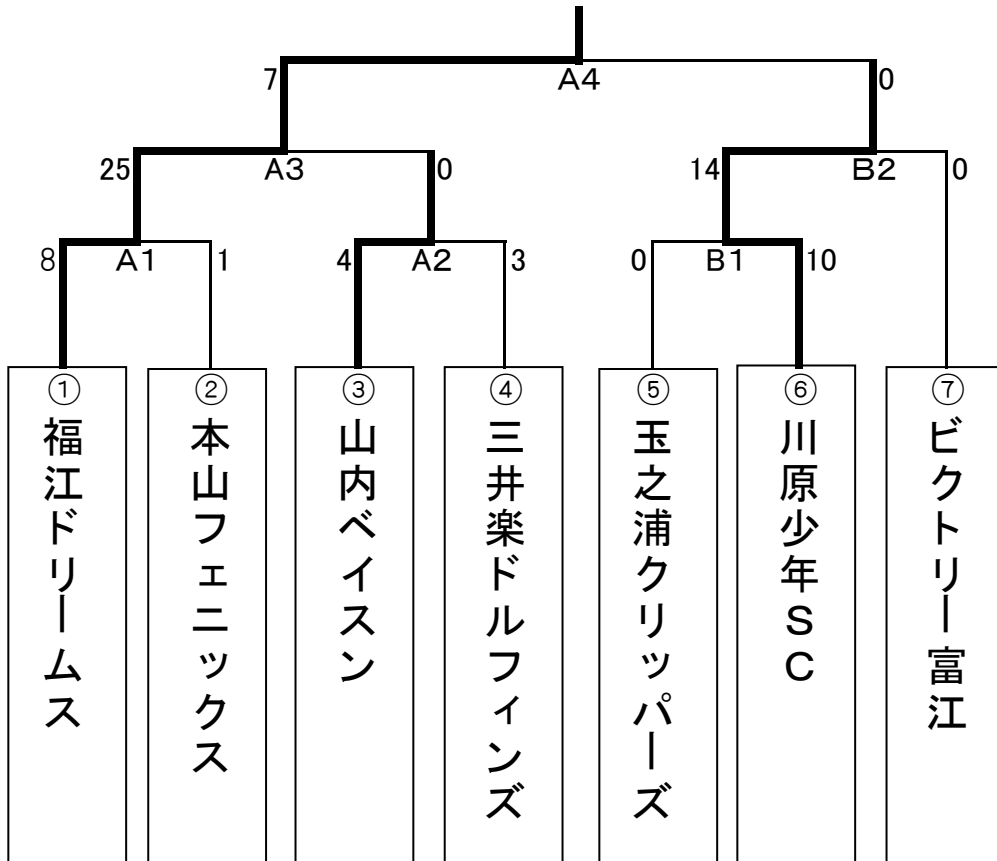 7 A4 0
25 A3 0 14 B2 0
8 A1 1 4 A2 3 0 B1 10
① ② ③ ④ ⑤ ⑥ ⑦
福江ドリームス
本山フェニックス
山内ベイスン
三井楽ドルフィンズ
玉之浦クリッパーズ
川原少年SC
ビクトリー富江